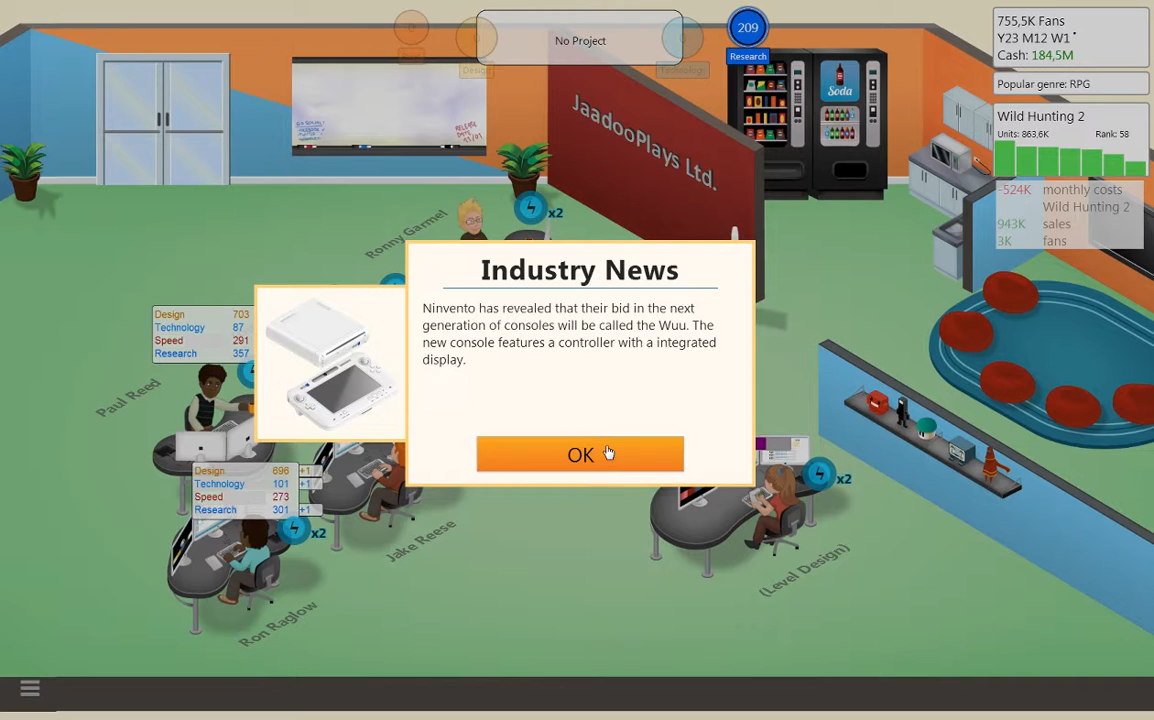 No Project
209
Research
Design
Technology
755,5K Fans
Y23 M12 W1
Cash: 184,5M
Popular genre: RPG
Wild Hunting 2
Units: 863,6K Rank: 58
-524K monthly costs
Wild Hunting 2
943K sales
3K fans
RELEASE
JaadooPlays Ltd.
Soda
Ronny Garmel
x2
Industry News
Ninvento has revealed that their bid in the next
generation of consoles will be called the Wuu. The
new console features a controller with a integrated
display.
OK
Design 703
Technology 87
Speed 291
Research 357
Paul Reed
Design 696 +1
Technology 101 +1
Speed 273
Research 301 +1
x2
Jake Reese
Ron Raglow
x2
(Level Design)